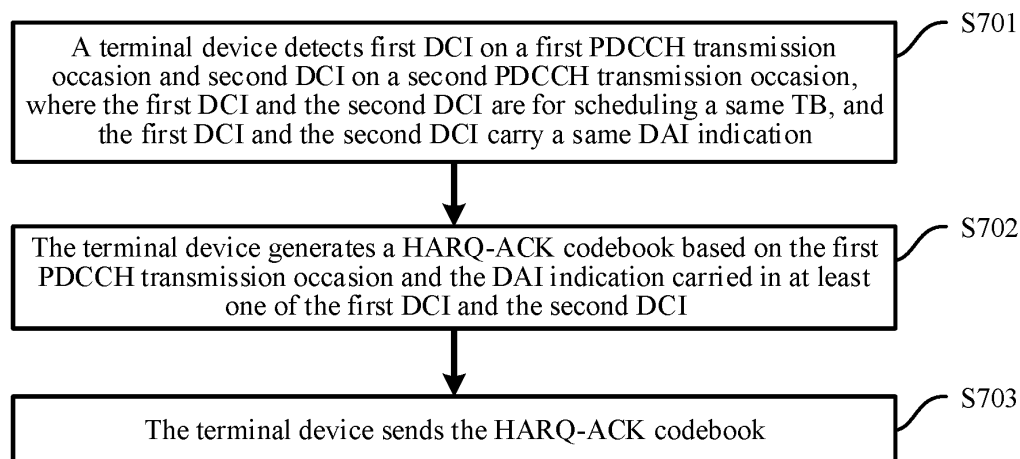 A terminal device detects first DCI on a first PDCCH transmission
occasion and second DCI on a second PDCCH transmission occasion,
where the first DCI and the second DCI are for scheduling a same TB, and
the first DCI and the second DCI carry a same DAI indication
S701
The terminal device generates a HARQ-ACK codebook based on the first
PDCCH transmission occasion and the DAI indication carried in at least
one of the first DCI and the second DCI
S702
The terminal device sends the HARQ-ACK codebook
S703